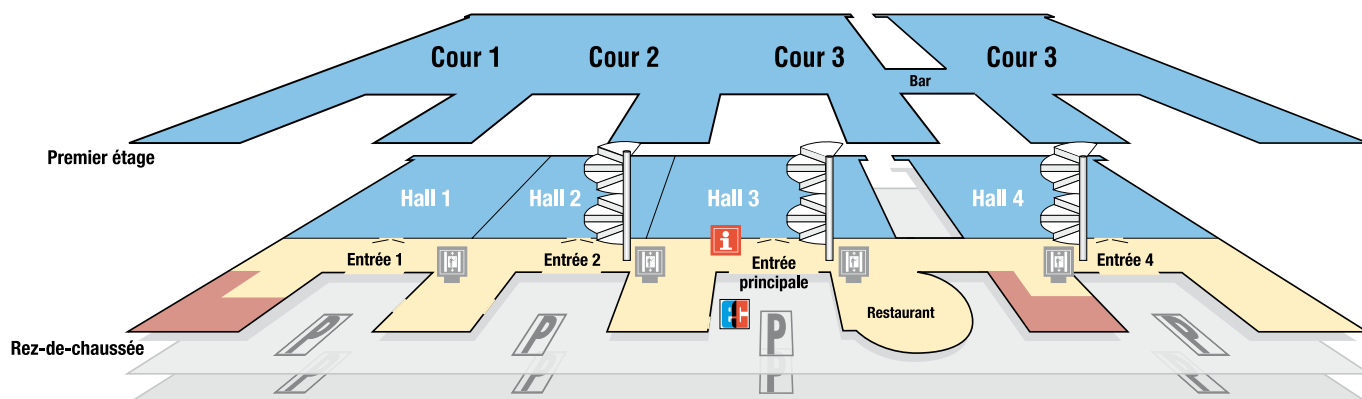 Cour 1
Cour 2
Cour 3
Cour 3
Bar
Premier étage
Hall 1
Hall 2
Hall 3
Hall 4
i
Entrée 1
Entrée 2
Entrée
principale
Entrée 4
Restaurant
Rez-de-chaussée
P
P
P
P
P
P
P
P